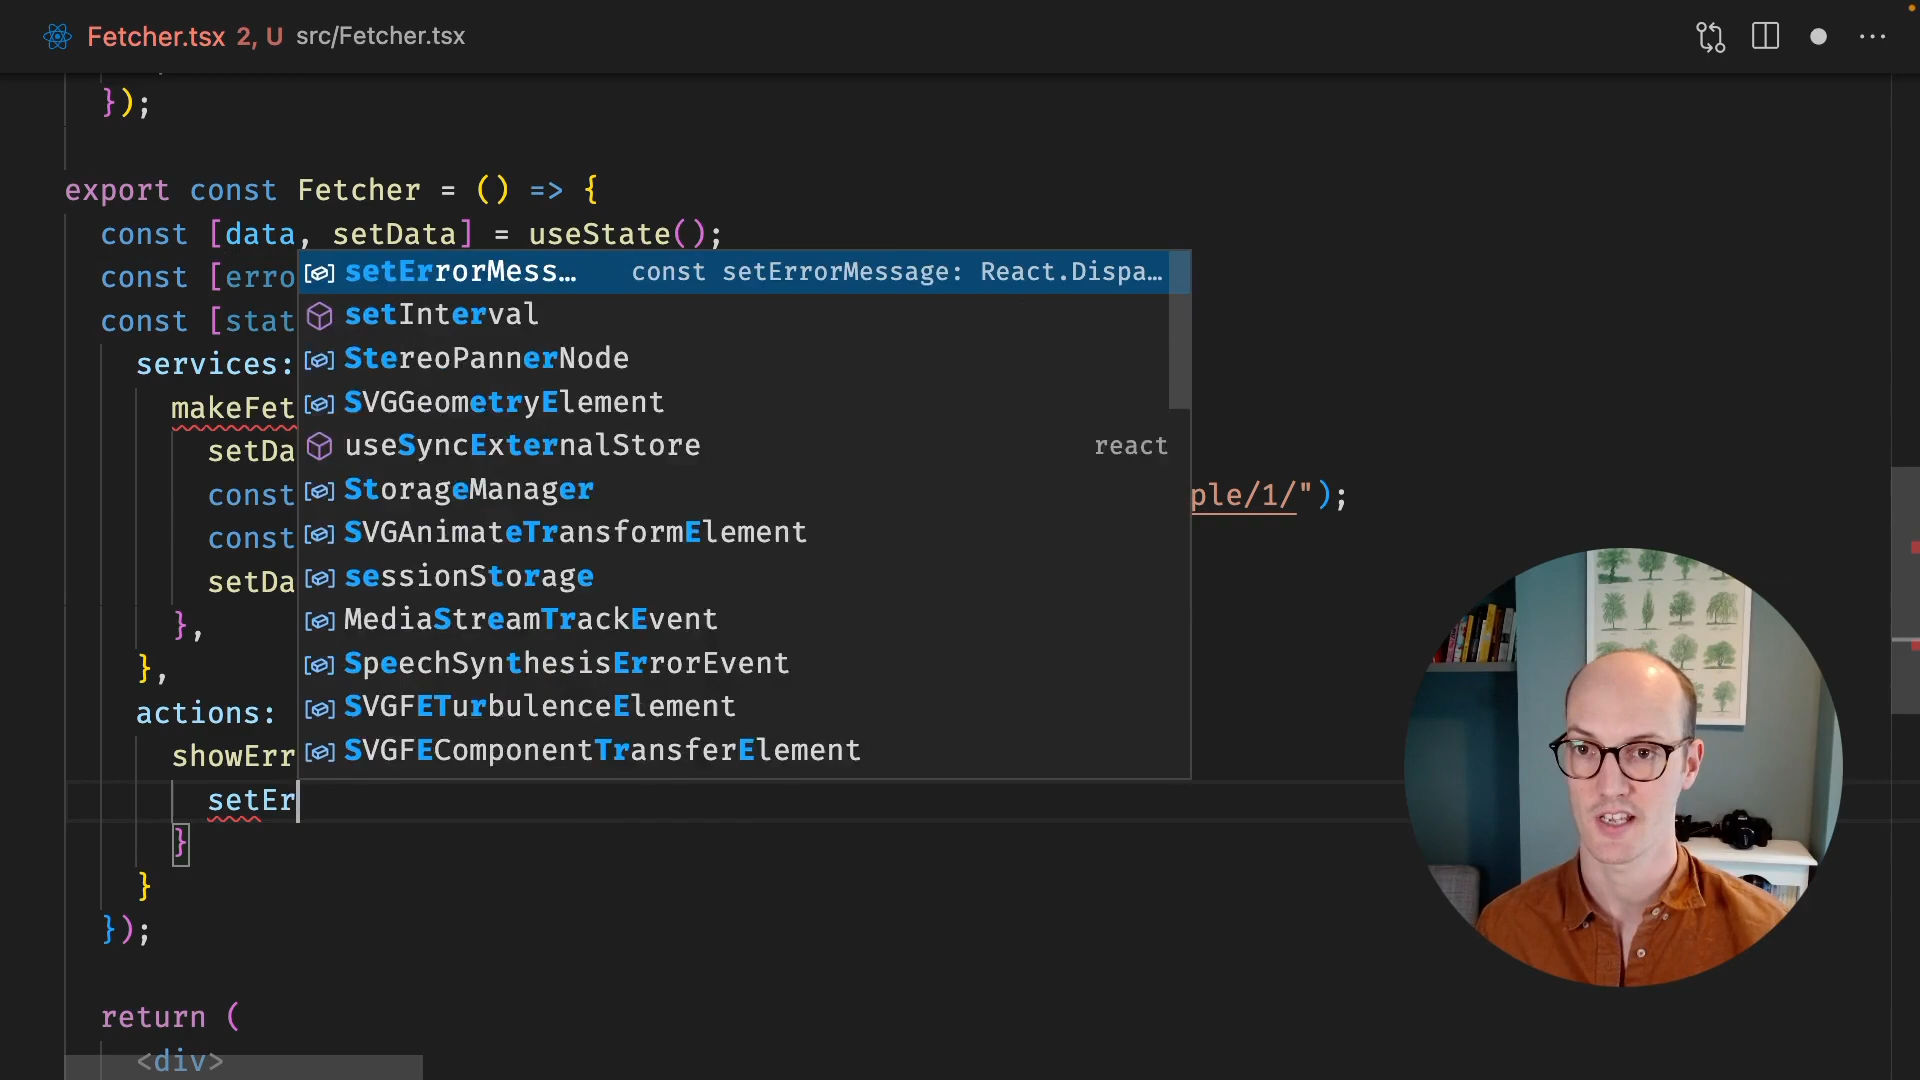 Fetcher.tsx 2, U src/Fetcher.tsx
});
export const Fetcher = () => {
const [data, setData] = useState();
const [erro
const [stat
services:
makeFet
setDa
const
ple/1/");
const
setDa
},
},
actions:
showErr
setEr
}
}
});
return (
<div>
setErrorMess… const setErrorMessage: React.Dispa…
setInterval
StereoPannerNode
SVGGeometryElement
useSyncExternalStore react
StorageManager
SVGAnimateTransformElement
sessionStorage
MediaStreamTrackEvent
SpeechSynthesisErrorEvent
SVGFETurbulenceElement
SVGFEComponentTransferElement